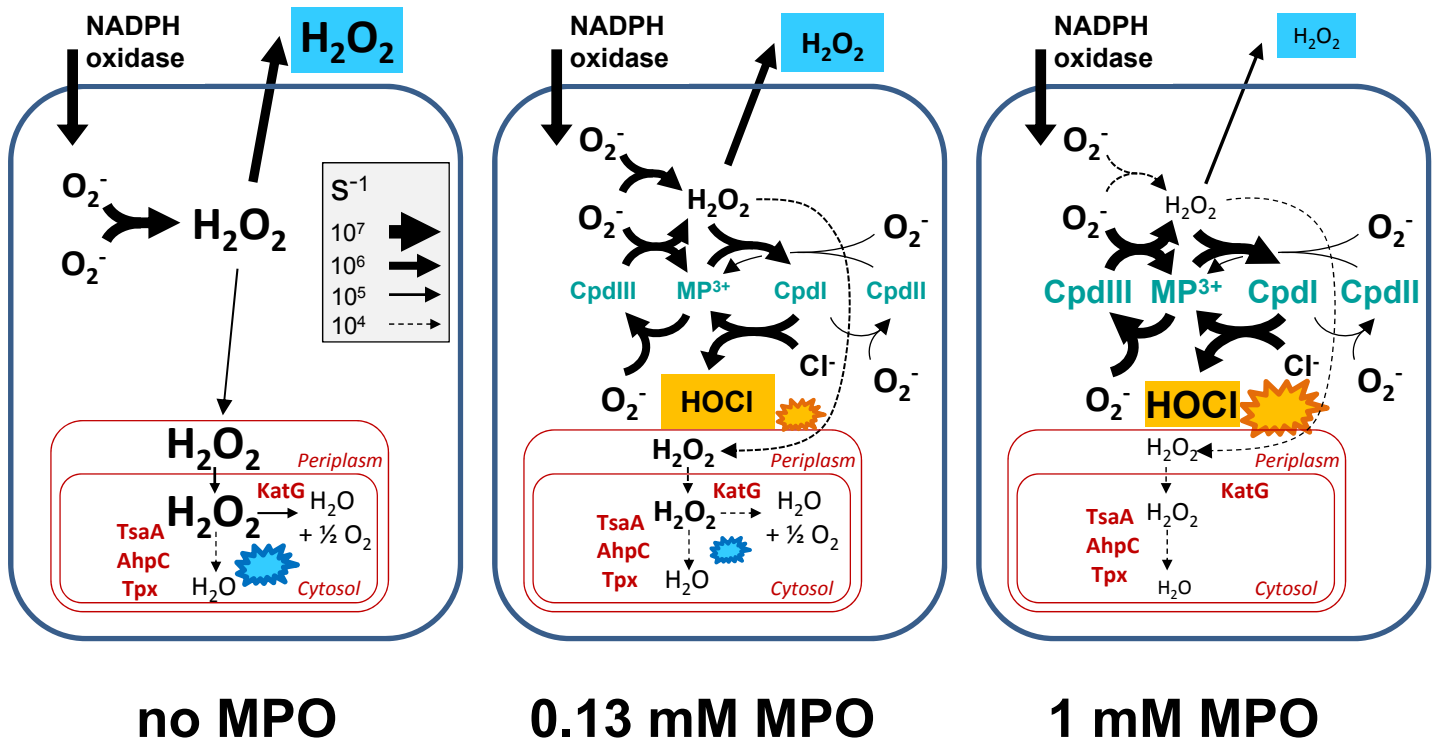 NADPH
oxidase
H₂O₂
O₂⁻
O₂⁻
H₂O₂
S⁻¹
10⁷
10⁶
10⁵
10⁴
H₂O₂
Periplasm
H₂O₂
KatG
H₂O
+ ½ O₂
TsaA
AhpC
Tpx
H₂O
Cytosol
no MPO
NADPH
oxidase
H₂O₂
O₂⁻
H₂O₂
O₂⁻
O₂⁻
CpdIII
MP³⁺
CpdI
CpdII
Cl⁻
O₂⁻
O₂⁻
HOCl
H₂O₂
Periplasm
KatG
H₂O
H₂O₂
+ ½ O₂
TsaA
AhpC
Tpx
H₂O
Cytosol
0.13 mM MPO
NADPH
oxidase
H₂O₂
O₂⁻
H₂O₂
O₂⁻
O₂⁻
CpdIII
MP³⁺
CpdI
CpdII
Cl⁻
O₂⁻
O₂⁻
HOCl
H₂O₂
Periplasm
KatG
H₂O₂
TsaA
AhpC
Tpx
H₂O
Cytosol
1 mM MPO